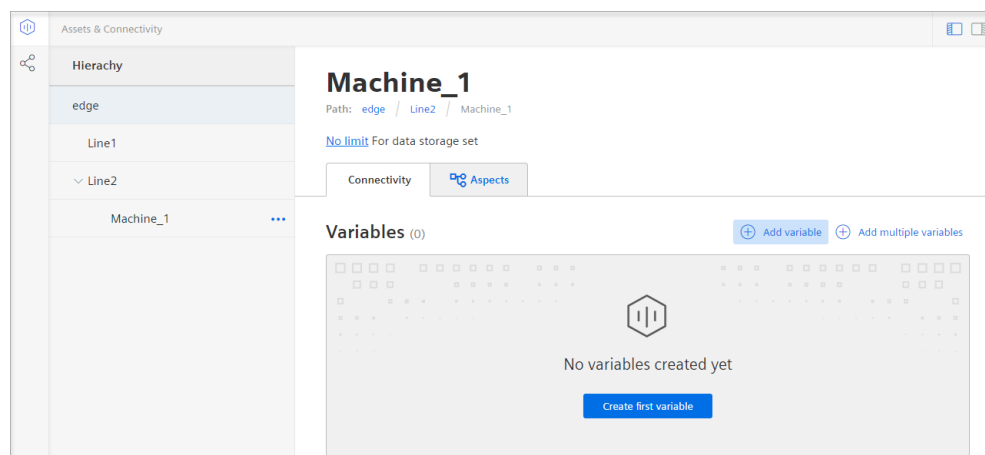 Assets & Connectivity
Hierachy
edge
Line1
Line2
Machine_1
Machine_1
Path: edge / Line2 / Machine_1
No limit For data storage set
Connectivity
Aspects
Variables (0)
Add variable
Add multiple variables
No variables created yet
Create first variable